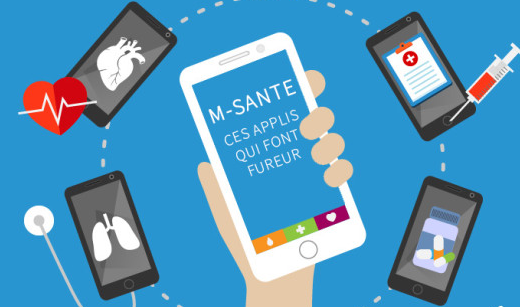 M-SANTE
CES APPLIS
QUI FONT
FUREUR